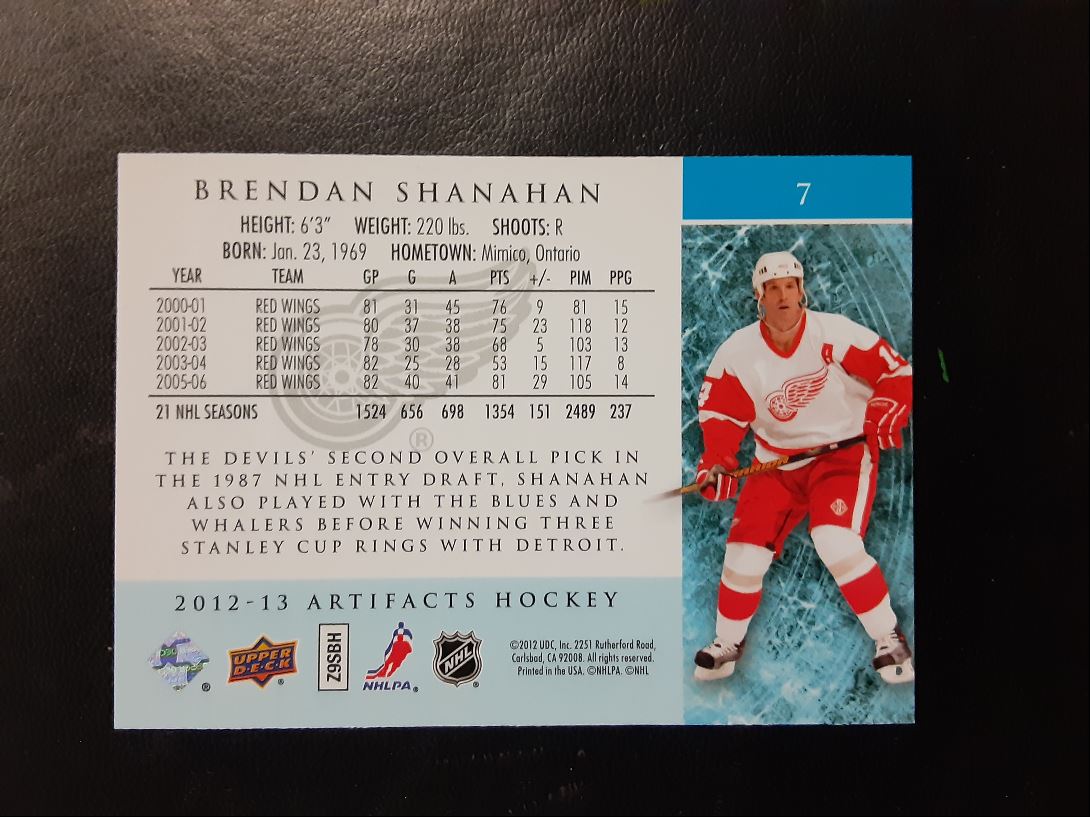 BRENDAN SHANAHAN
7
HEIGHT: 6'3" WEIGHT: 220 lbs. SHOOTS: R
BORN: Jan. 23, 1969 HOMETOWN: Mimico, Ontario
YEAR TEAM GP G A PTS +/- PIM PPG
2000-01 RED WINGS 81 31 45 76 9 81 15
2001-02 RED WINGS 80 37 38 75 23 118 12
2002-03 RED WINGS 78 30 38 68 5 103 13
2003-04 RED WINGS 82 25 28 53 15 117 8
2005-06 RED WINGS 82 40 41 81 29 105 14
21 NHL SEASONS 1524 656 698 1354 151 2489 237
®
THE DEVILS' SECOND OVERALL PICK IN
THE 1987 NHL ENTRY DRAFT, SHANAHAN
ALSO PLAYED WITH THE BLUES AND
WHALERS BEFORE WINNING THREE
STANLEY CUP RINGS WITH DETROIT.
2012-13 ARTIFACTS HOCKEY
®
UPPER
D·E·C·K
®
Z9SBH
NHLPA®
NHL
®
©2012 UDC, Inc. 2251 Rutherford Road,
Carlsbad, CA 92008. All rights reserved.
Printed in the USA. ©NHLPA. ©NHL